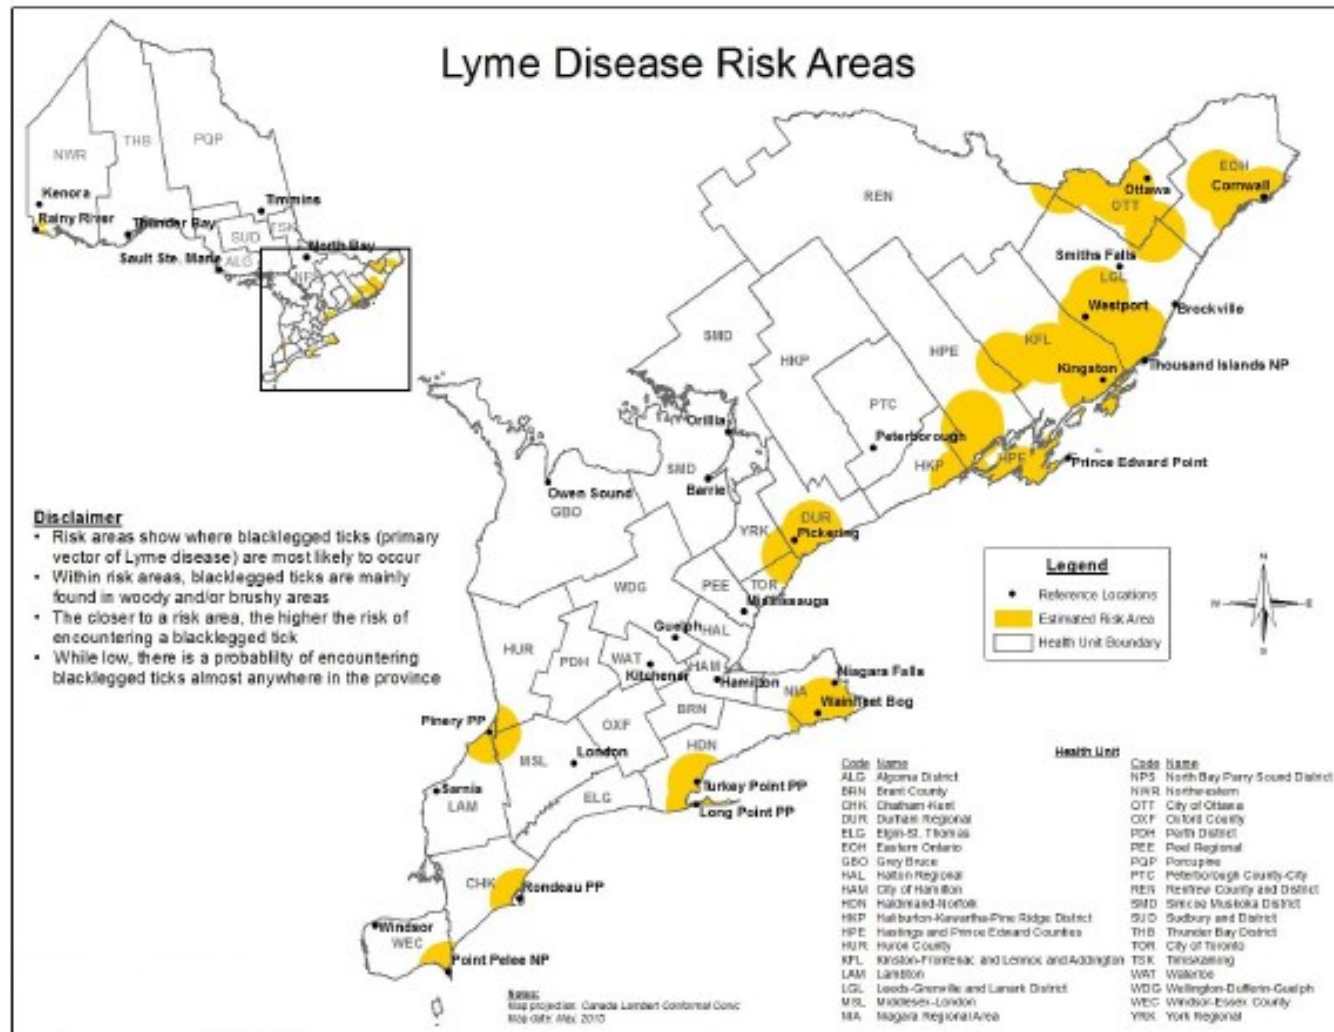 Lyme Disease Risk Areas
NWR
THB
PQP
Kenora
Rainy River
Thunder Bay
Timmins
TSK
SUD
Sault Ste. Marie
ALG
North Bay
REN
EOH
Ottawa
Cornwall
OTT
Smiths Falls
LGL
Westport
Brockville
SMD
HKP
HPE
KFL
Kingston
Thousand Islands NP
PTC
Orillia
Peterborough
SMD
HKP
HPE
Prince Edward Point
Owen Sound
GBO
Barrie
YRK
DUR
Pickering
Disclaimer
• Risk areas show where blacklegged ticks (primary
vector of Lyme disease) are most likely to occur
• Within risk areas, blacklegged ticks are mainly
found in woody and/or brushy areas
• The closer to a risk area, the higher the risk of
encountering a blacklegged tick
• While low, there is a probablity of encountering
blacklegged ticks almost anywhere in the province
WDG
PEE
TOR
Mississauga
Legend
Reference Locations
Estimated Risk Area
Health Unit Boundary
N
W
E
S
Guelph
HAL
HUR
PDH
WAT
Kitchener
HAM
Hamilton
Niagara Falls
NIA
Wainfleet Bog
BRN
OXF
Pinery PP
MSL
London
HDN
Turkey Point PP
Sarnia
LAM
ELG
Long Point PP
CHK
Rondeau PP
Windsor
WEC
Point Pelee NP
Health Unit
Code Name
ALG Algoma District
BRN Brant County
CHK Chatham-Kent
DUR Durham Regional
ELG Elgin-St. Thomas
EOH Eastern Ontario
GBO Grey Bruce
HAL Halton Regional
HAM City of Hamilton
HDN Haldimand-Norfolk
HKP Haliburton-Kawartha-Pine Ridge District
HPE Hastings and Prince Edward Counties
HUR Huron County
KFL Kinston-Frontenac and Lennox and Addington
LAM Lambton
LGL Leeds-Grenville and Lanark District
MSL Middlesex-London
NIA Niagara Regional Area
Code Name
NPS North Bay Parry Sound District
NWR Northwestern
OTT City of Ottawa
OXF Oxford County
PDH Perth District
PEE Peel Regional
PQP Porcupine
PTC Peterborough County-City
REN Renfrew County and District
SMD Simcoe Muskoka District
SUD Sudbury and District
THB Thunder Bay District
TOR City of Toronto
TSK Timiskaming
WAT Waterloo
WDG Wellington-Dufferin-Guelph
WEC Windsor-Essex County
YRK York Regional
Notes:
Map projection: Canada Lambert Conformal Conic
Map date: May, 2015